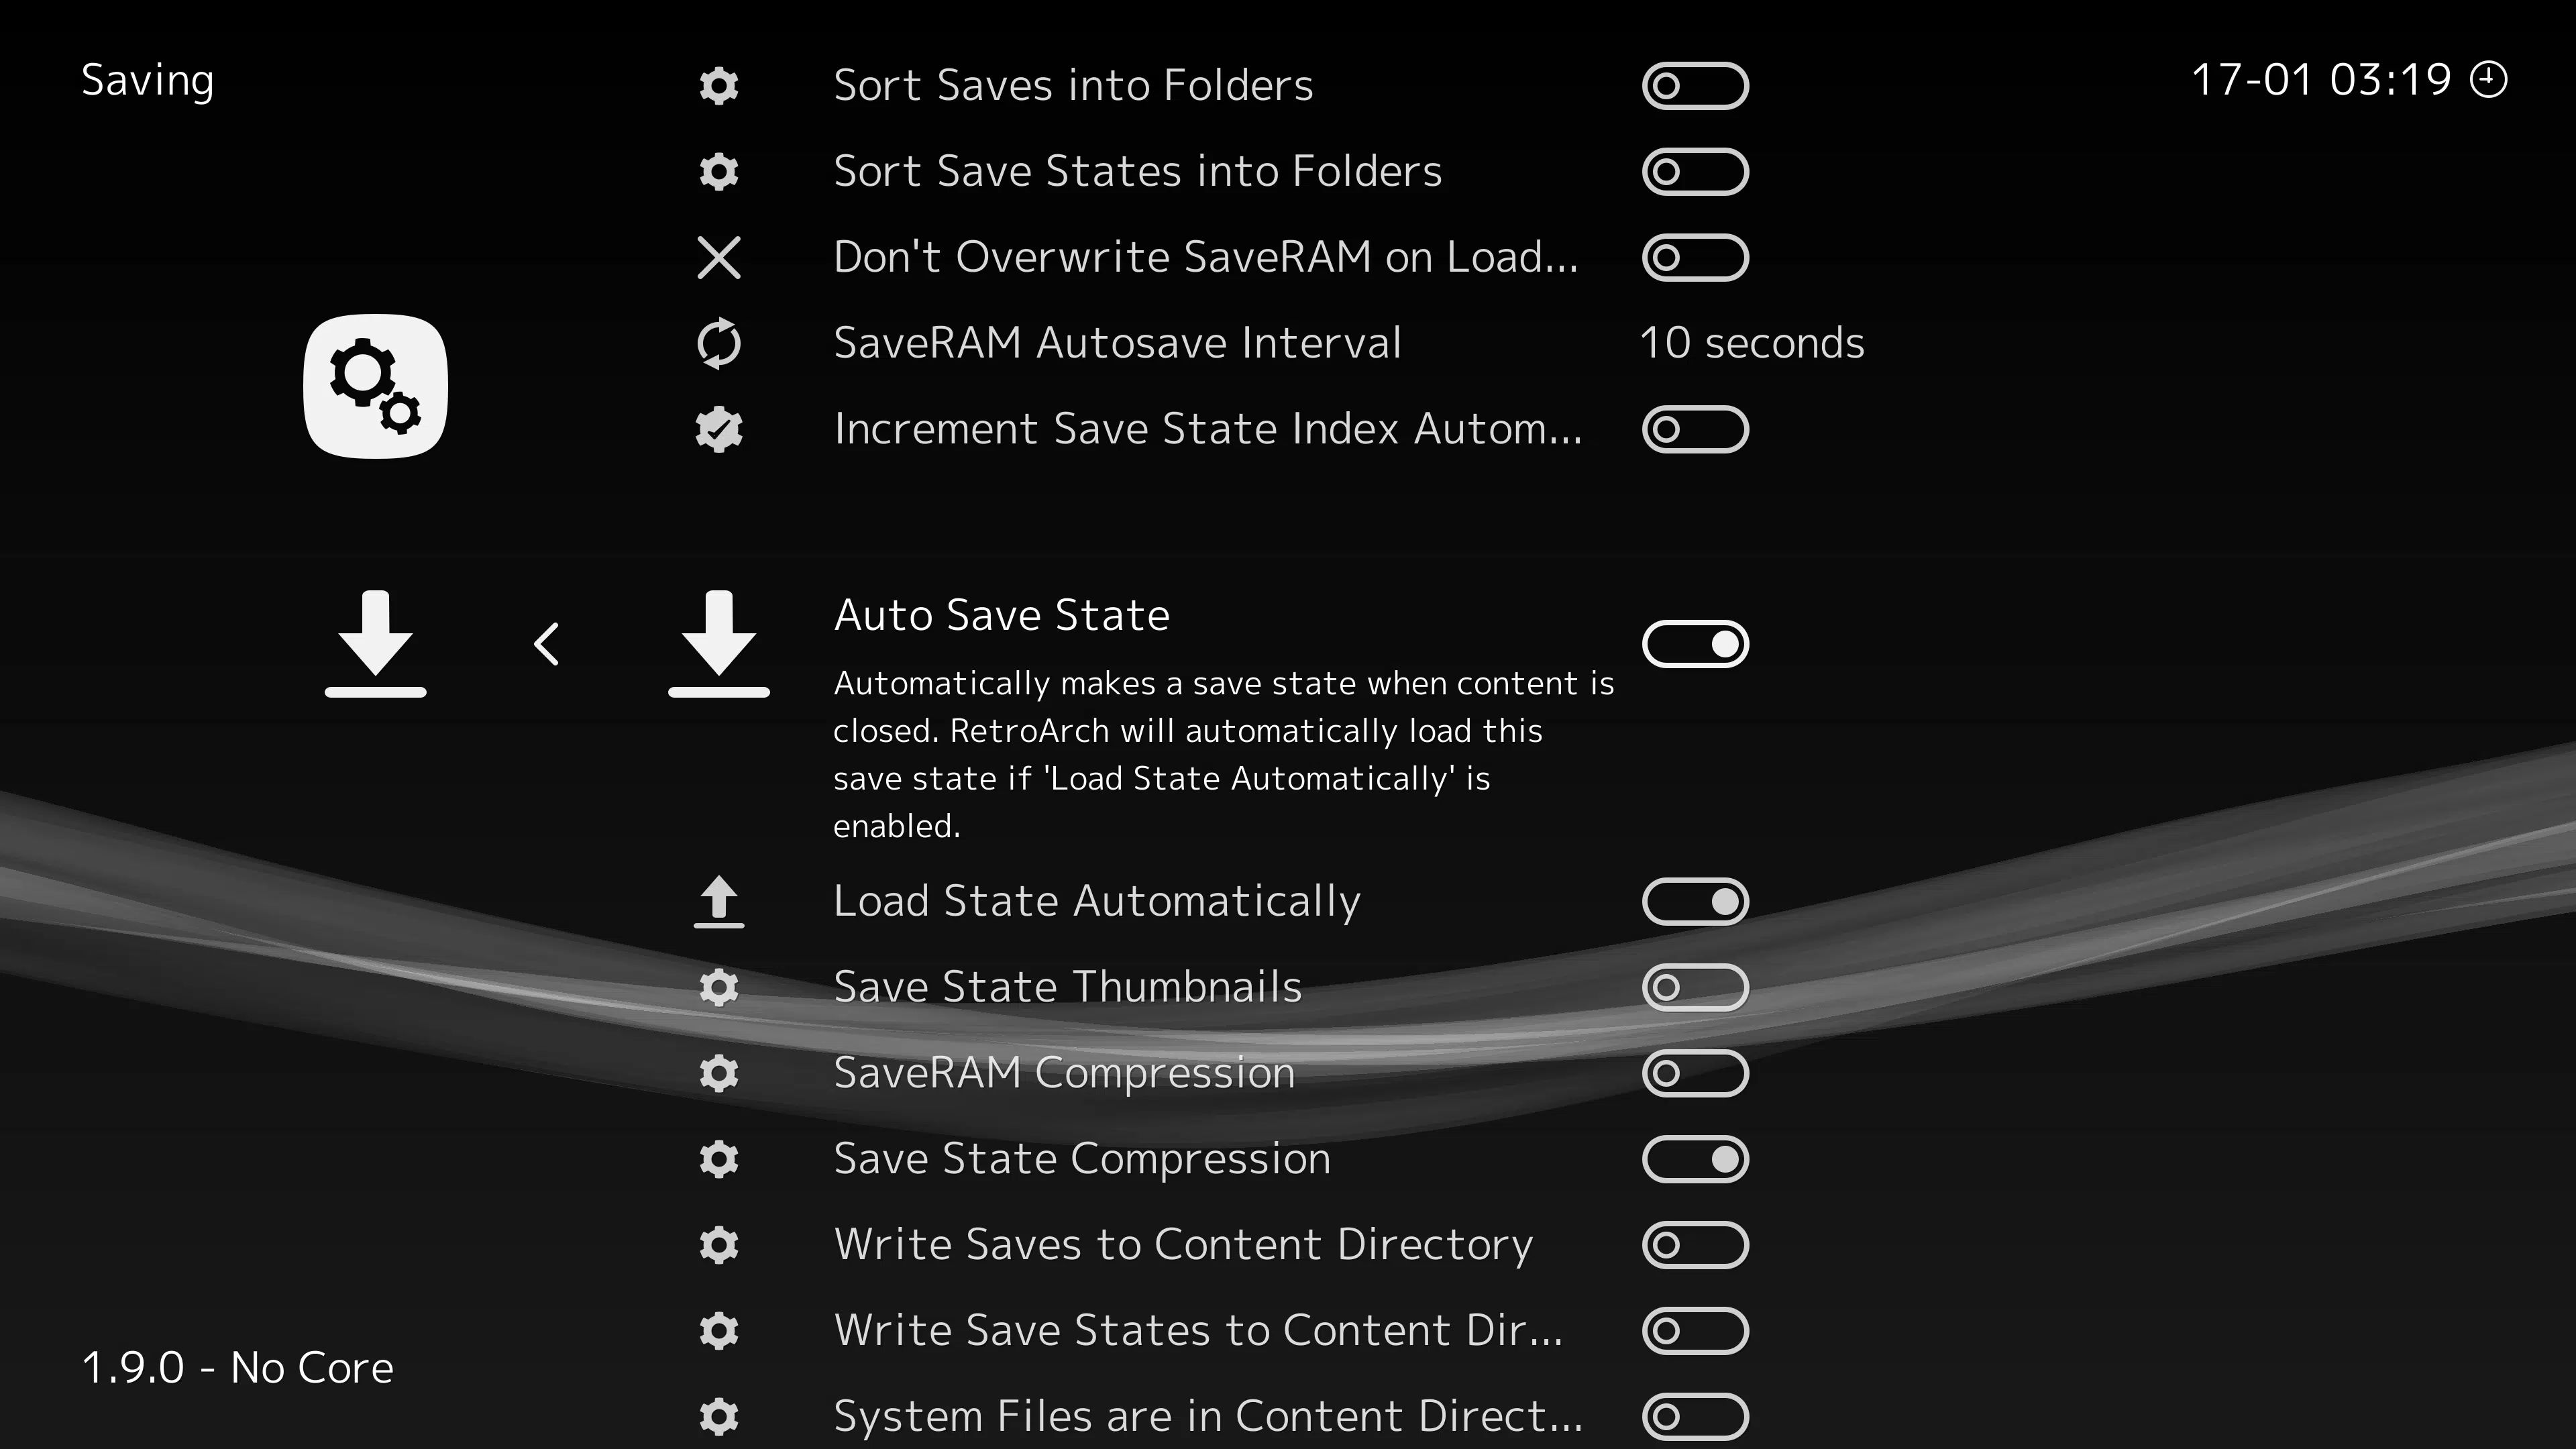 Saving
17-01 03:19
Sort Saves into Folders
Sort Save States into Folders
Don't Overwrite SaveRAM on Load...
SaveRAM Autosave Interval 10 seconds
Increment Save State Index Autom...
Auto Save State
Automatically makes a save state when content is
closed. RetroArch will automatically load this
save state if 'Load State Automatically' is
enabled.
Load State Automatically
Save State Thumbnails
SaveRAM Compression
Save State Compression
Write Saves to Content Directory
Write Save States to Content Dir...
System Files are in Content Direct...
1.9.0 - No Core